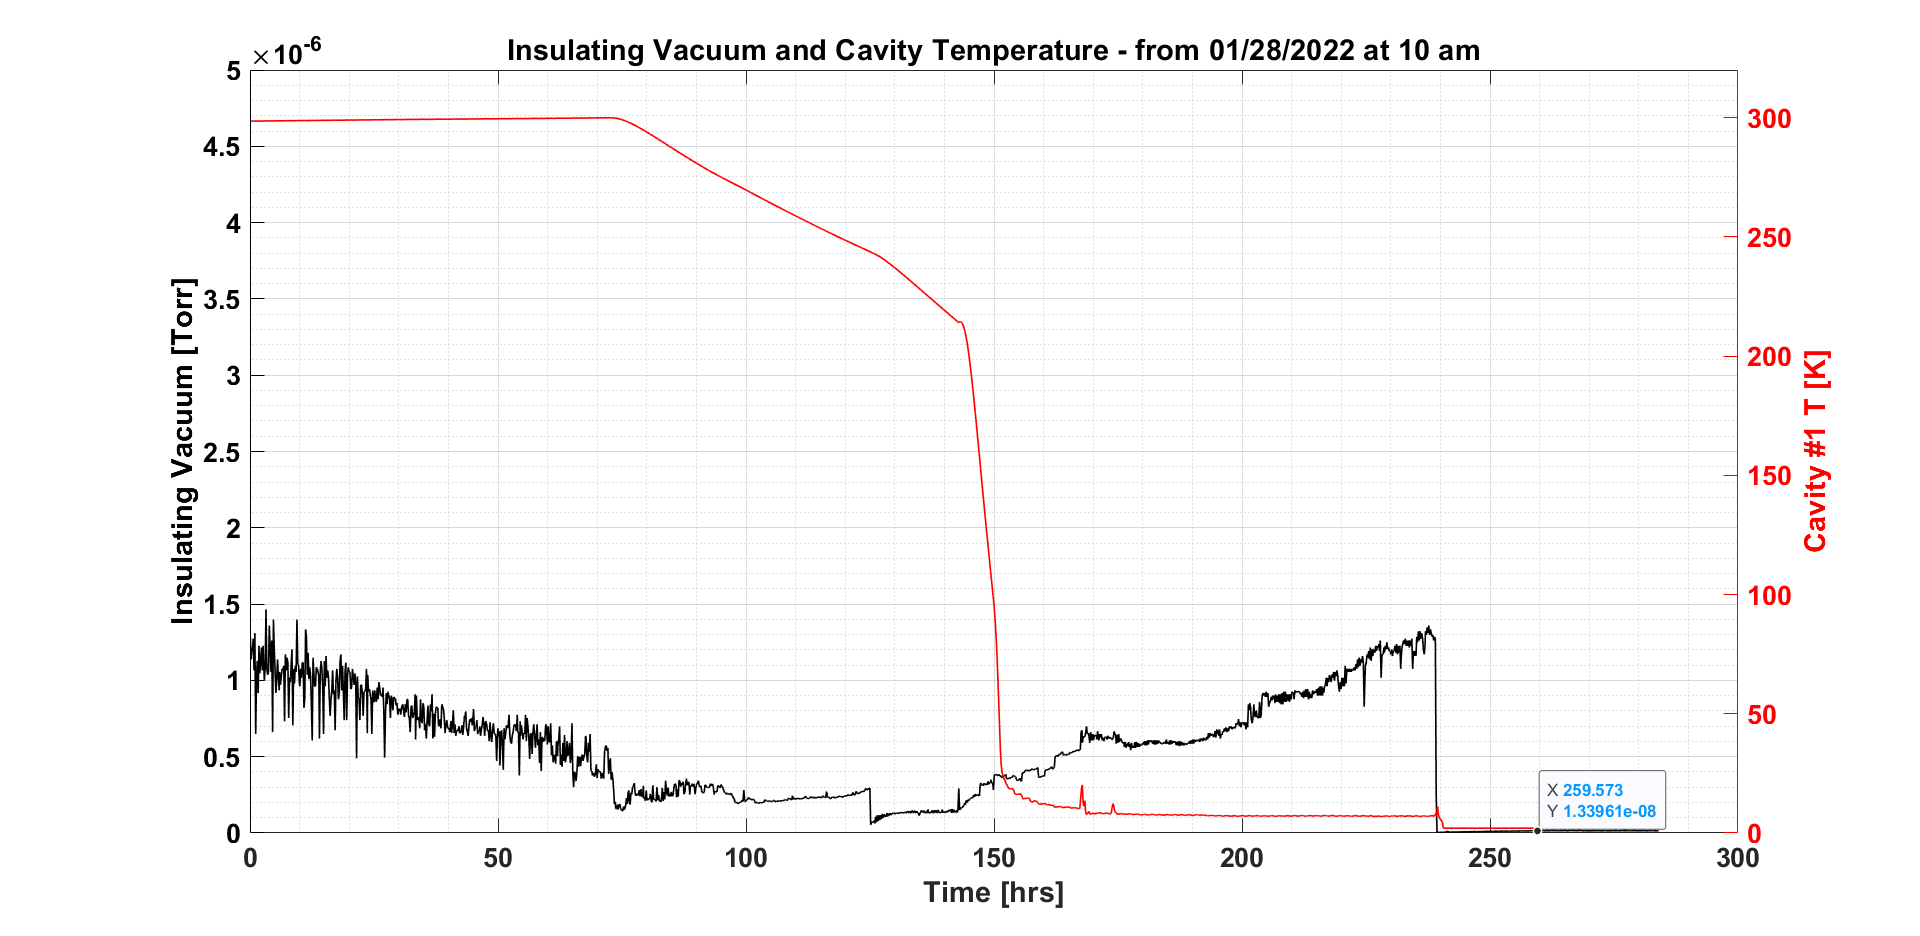 Insulating Vacuum and Cavity Temperature - from 01/28/2022 at 10 am
×10-6
5
4.5
4
3.5
3
2.5
2
1.5
1
0.5
0
Insulating Vacuum [Torr]
300
250
200
150
100
50
0
Cavity #1 T [K]
X 259.573
Y 1.33961e-08
0 50 100 150 200 250 300
Time [hrs]